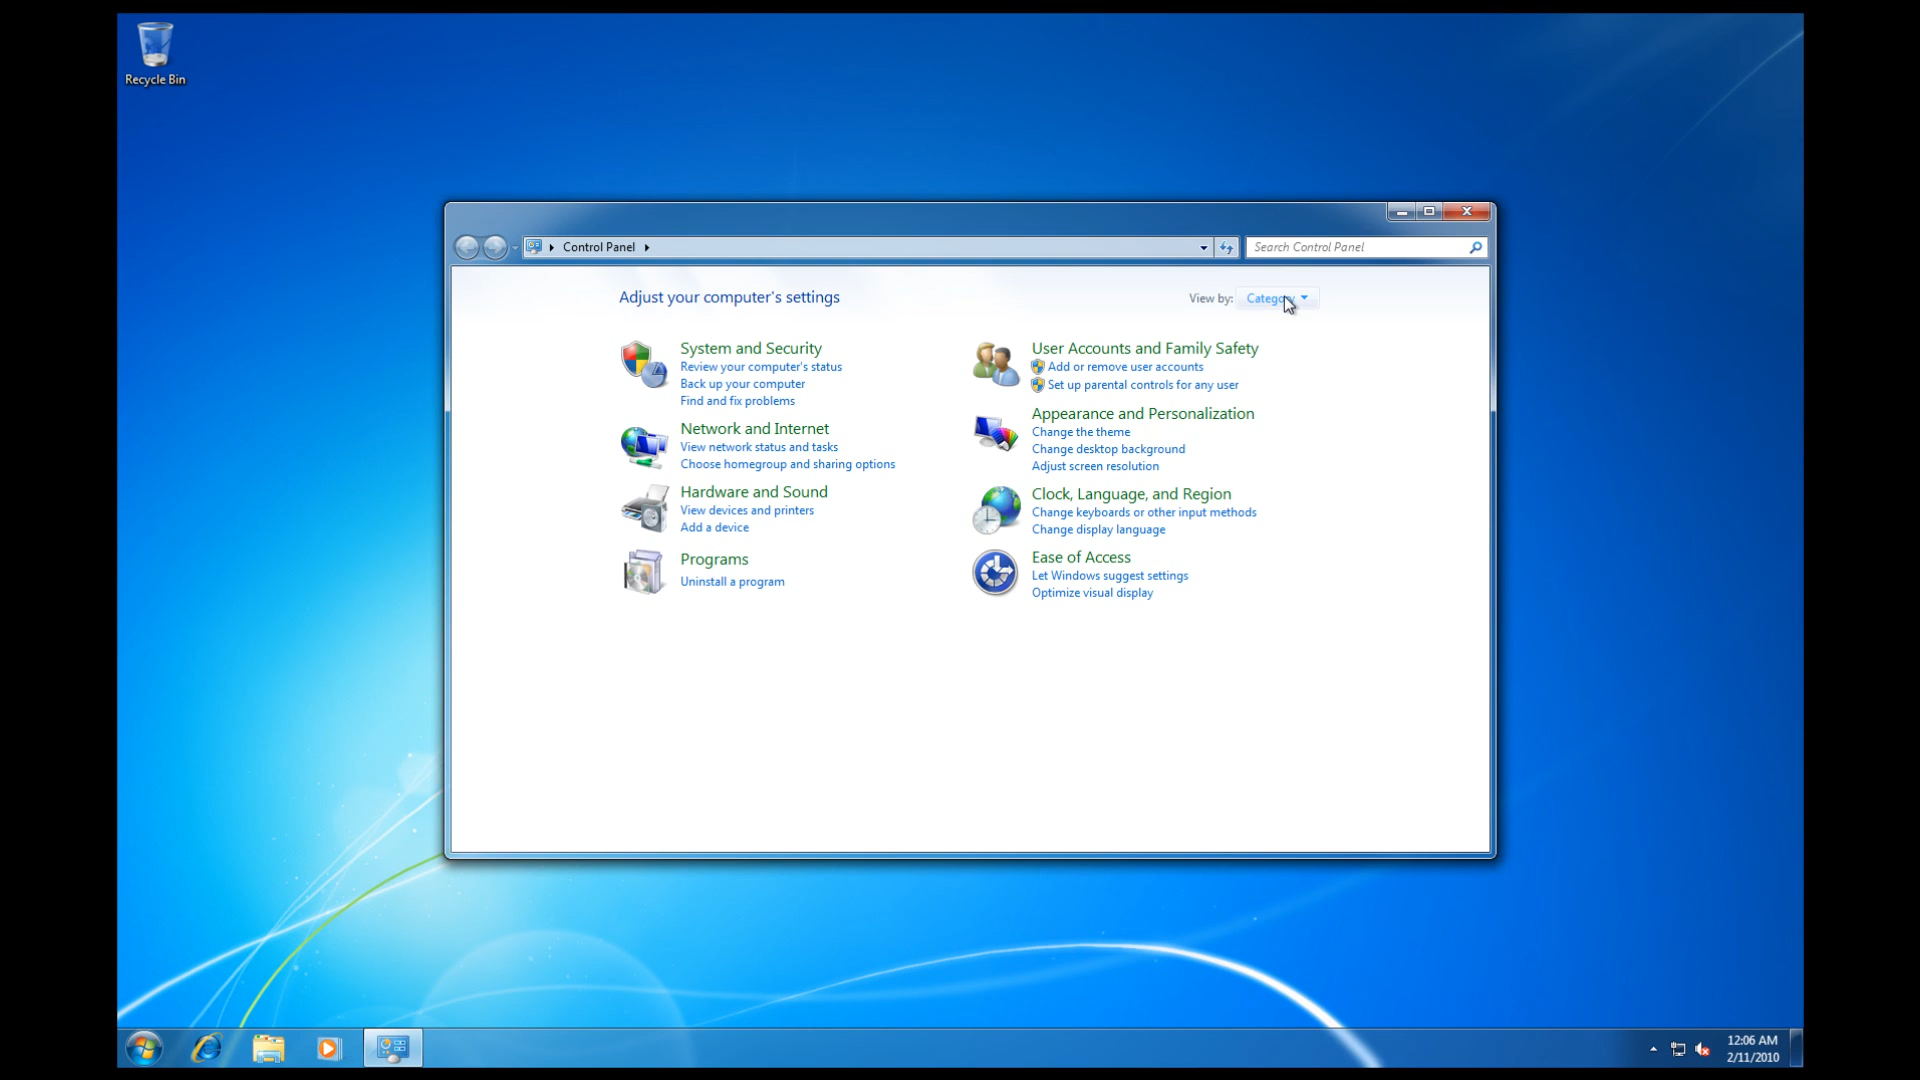 Recycle Bin
Control Panel
Search Control Panel
Adjust your computer's settings
View by: Category
System and Security
Review your computer's status
Back up your computer
Find and fix problems
Network and Internet
View network status and tasks
Choose homegroup and sharing options
Hardware and Sound
View devices and printers
Add a device
Programs
Uninstall a program
User Accounts and Family Safety
Add or remove user accounts
Set up parental controls for any user
Appearance and Personalization
Change the theme
Change desktop background
Adjust screen resolution
Clock, Language, and Region
Change keyboards or other input methods
Change display language
Ease of Access
Let Windows suggest settings
Optimize visual display
12:06 AM
2/11/2010